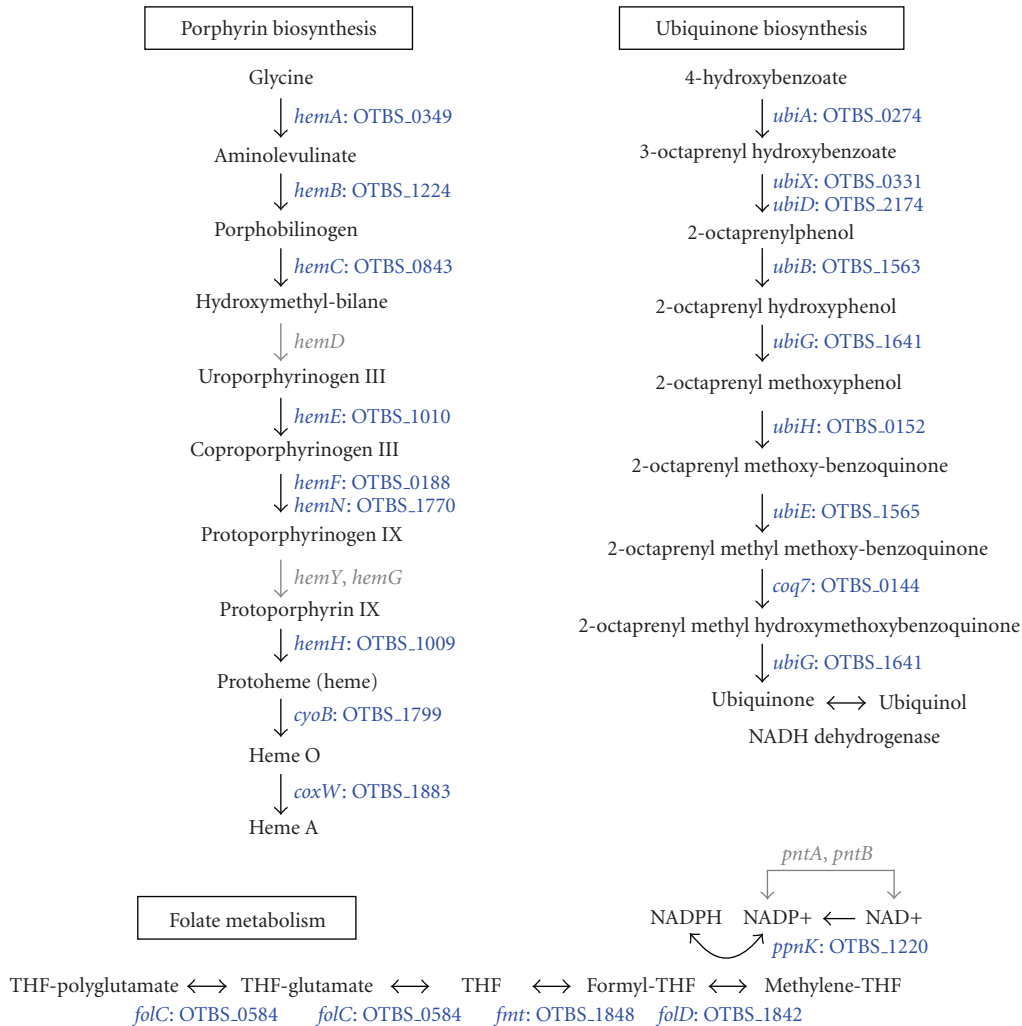 Porphyrin biosynthesis
Glycine
hemA: OTBS_0349
Aminolevulinate
hemB: OTBS_1224
Porphobilinogen
hemC: OTBS_0843
Hydroxymethyl-bilane
hemD
Uroporphyrinogen III
hemE: OTBS_1010
Coproporphyrinogen III
hemF: OTBS_0188
hemN: OTBS_1770
Protoporphyrinogen IX
hemY, hemG
Protoporphyrin IX
hemH: OTBS_1009
Protoheme (heme)
cyoB: OTBS_1799
Heme O
coxW: OTBS_1883
Heme A
Ubiquinone biosynthesis
4-hydroxybenzoate
ubiA: OTBS_0274
3-octaprenyl hydroxybenzoate
ubiX: OTBS_0331
ubiD: OTBS_2174
2-octaprenylphenol
ubiB: OTBS_1563
2-octaprenyl hydroxyphenol
ubiG: OTBS_1641
2-octaprenyl methoxyphenol
ubiH: OTBS_0152
2-octaprenyl methoxy-benzoquinone
ubiE: OTBS_1565
2-octaprenyl methyl methoxy-benzoquinone
coq7: OTBS_0144
2-octaprenyl methyl hydroxymethoxybenzoquinone
ubiG: OTBS_1641
Ubiquinone Ubiquinol
NADH dehydrogenase
pntA, pntB
NADPH NADP+ NAD+
ppnK: OTBS_1220
Folate metabolism
THF-polyglutamate THF-glutamate THF Formyl-THF Methylene-THF
folC: OTBS_0584 folC: OTBS_0584 fmt: OTBS_1848 folD: OTBS_1842